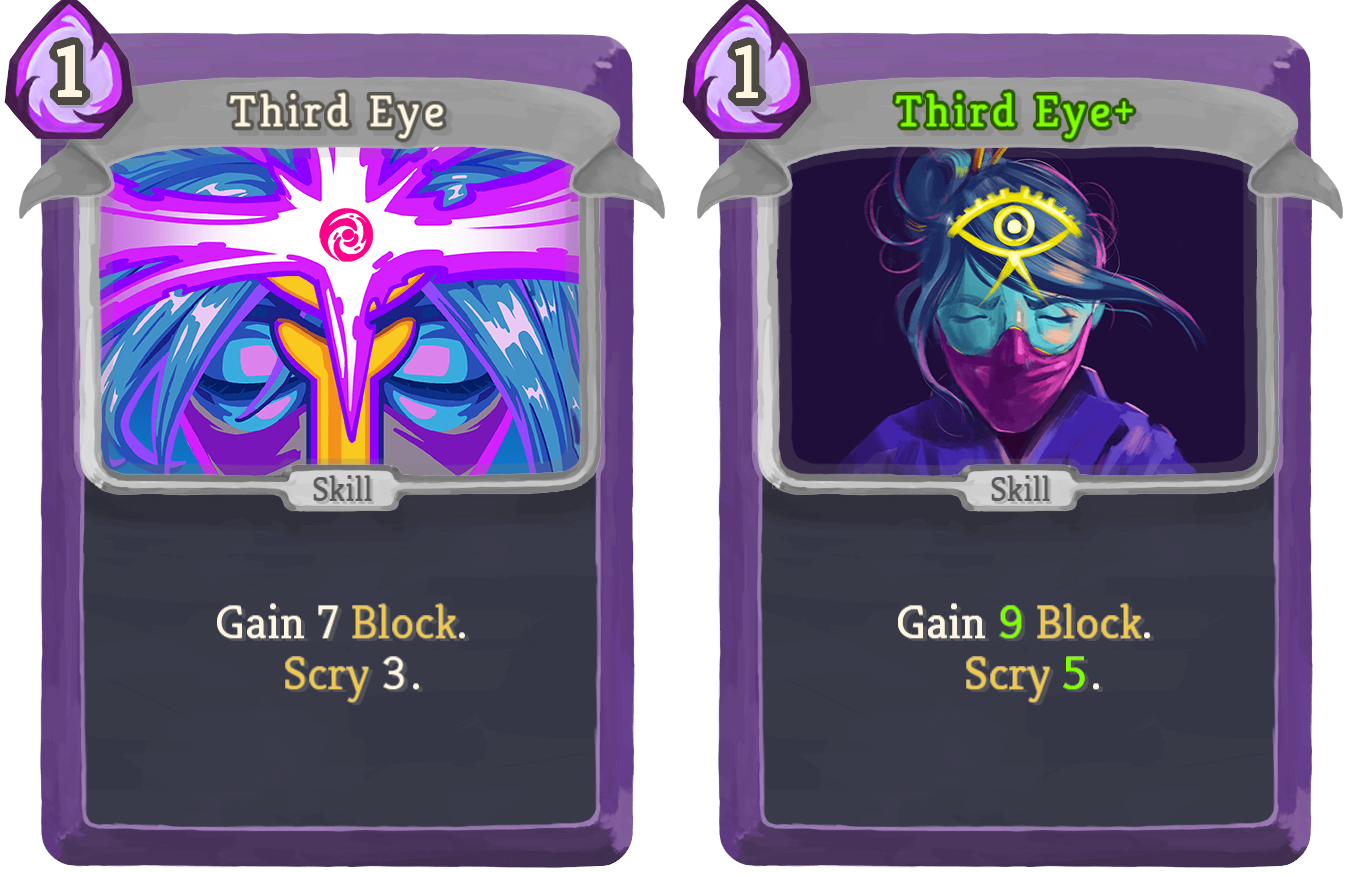 1
Third Eye
Skill
Gain 7 Block.
Scry 3.
1
Third Eye+
Skill
Gain 9 Block.
Scry 5.